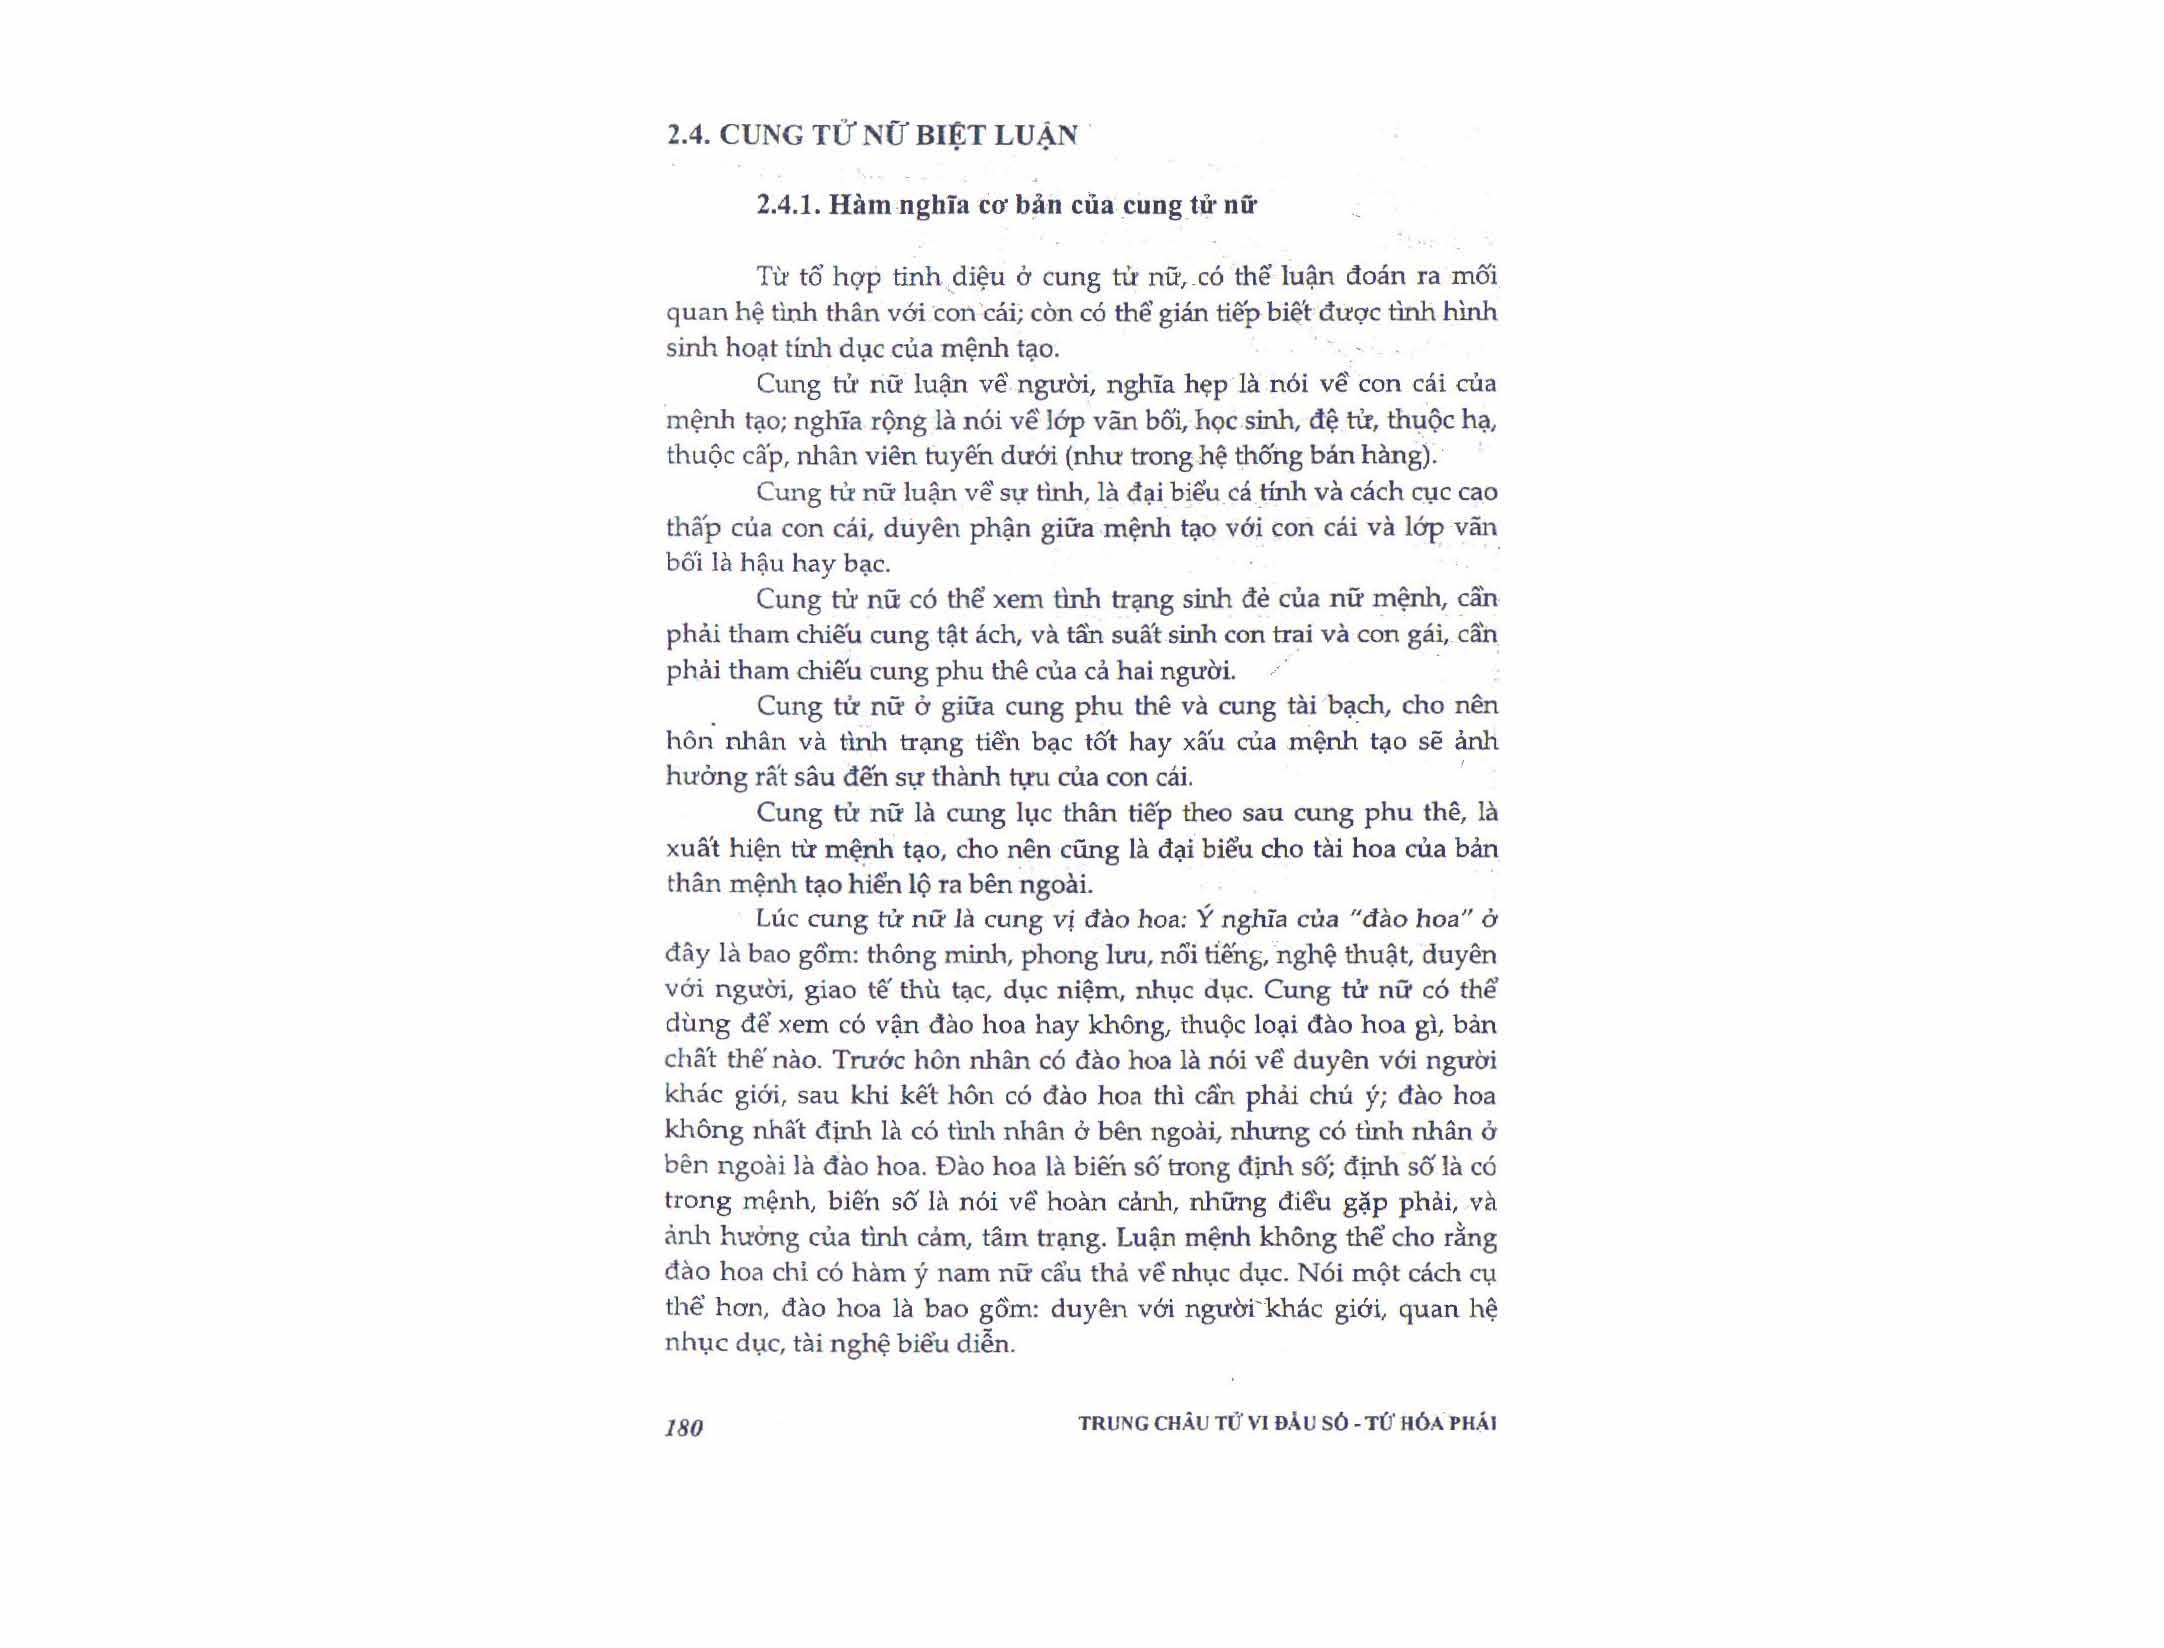 2.4. CUNG TỬ NỮ BIỆT LUẬN
2.4.1. Hàm nghĩa cơ bản của cung tử nữ
Từ tổ hợp tinh diệu ở cung tử nữ, có thể luận đoán ra mối
quan hệ tình thân với con cái; còn có thể gián tiếp biết được tình hình
sinh hoạt tính dục của mệnh tạo.
Cung tử nữ luận về người, nghĩa hẹp là nói về con cái của
mệnh tạo; nghĩa rộng là nói về lớp vãn bối, học sinh, đệ tử, thuộc hạ,
thuộc cấp, nhân viên tuyến dưới (như trong hệ thống bán hàng).
Cung tử nữ luận về sự tình, là đại biểu cá tính và cách cục cao
thấp của con cái, duyên phận giữa mệnh tạo với con cái và lớp vãn
bối là hậu hay bạc.
Cung tử nữ có thể xem tình trạng sinh đẻ của nữ mệnh, cần
phải tham chiếu cung tật ách, và tần suất sinh con trai và con gái, cần
phải tham chiếu cung phu thê của cả hai người.
Cung tử nữ ở giữa cung phu thê và cung tài bạch, cho nên
hôn nhân và tình trạng tiền bạc tốt hay xấu của mệnh tạo sẽ ảnh
hưởng rất sâu đến sự thành tựu của con cái.
Cung tử nữ là cung lục thân tiếp theo sau cung phu thê, là
xuất hiện từ mệnh tạo, cho nên cũng là đại biểu cho tài hoa của bản
thân mệnh tạo hiển lộ ra bên ngoài.
Lúc cung tử nữ là cung vị đào hoa: Ý nghĩa của "đào hoa" ở
đây là bao gồm: thông minh, phong lưu, nổi tiếng, nghệ thuật, duyên
với người, giao tế thù tạc, dục niệm, nhục dục. Cung tử nữ có thể
dùng để xem có vận đào hoa hay không, thuộc loại đào hoa gì, bản
chất thế nào. Trước hôn nhân có đào hoa là nói về duyên với người
khác giới, sau khi kết hôn có đào hoa thì cần phải chú ý; đào hoa
không nhất định là có tình nhân ở bên ngoài, nhưng có tình nhân ở
bên ngoài là đào hoa. Đào hoa là biến số trong định số; định số là có
trong mệnh, biến số là nói về hoàn cảnh, những điều gặp phải, và
ảnh hưởng của tình cảm, tâm trạng. Luận mệnh không thể cho rằng
đào hoa chỉ có hàm ý nam nữ cẩu thả về nhục dục. Nói một cách cụ
thể hơn, đào hoa là bao gồm: duyên với người khác giới, quan hệ
nhục dục, tài nghệ biểu diễn.
180 TRUNG CHÂU TỬ VI ĐẨU SỐ - TỨ HÓA PHÁI